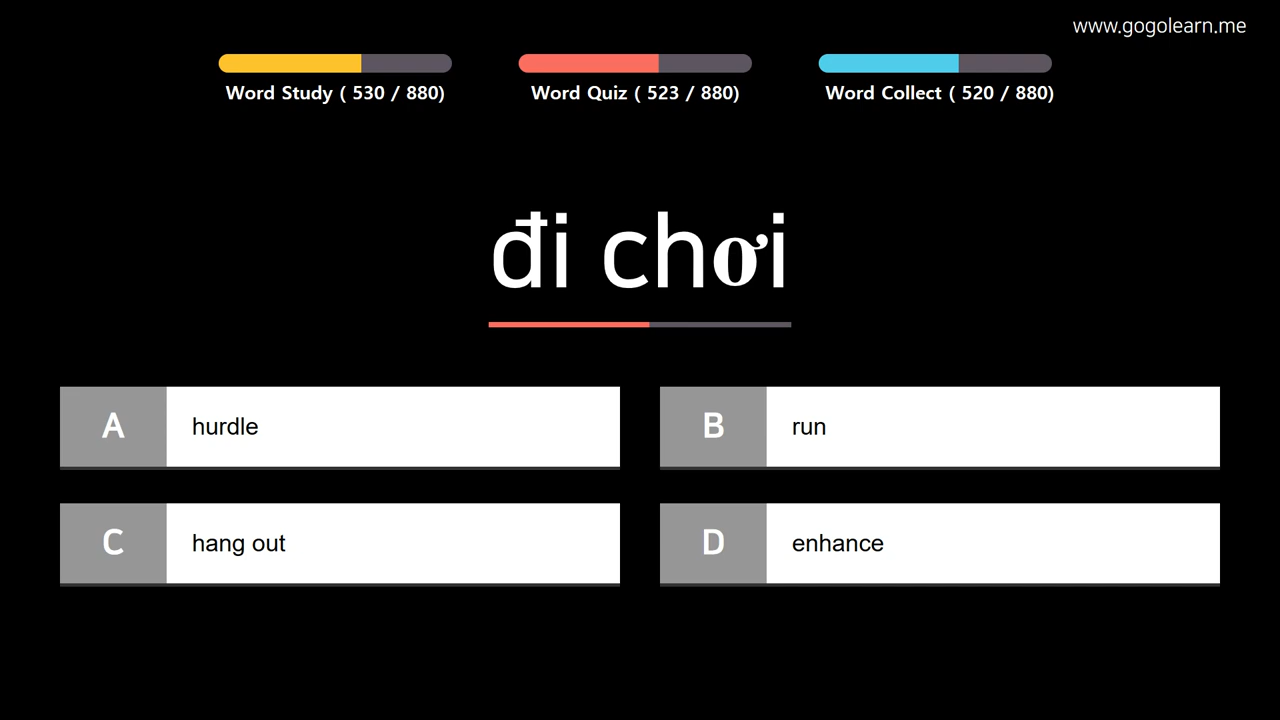 www.gogolearn.me
Word Study ( 530 / 880)
Word Quiz ( 523 / 880)
Word Collect ( 520 / 880)
đi chơi
A hurdle
B run
C hang out
D enhance